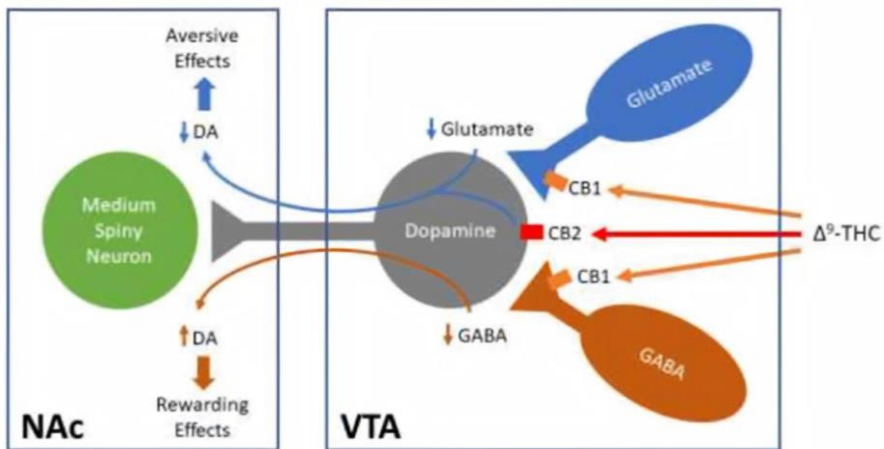 Aversive
Effects
↓ DA
Medium
Spiny
Neuron
↑ DA
Rewarding
Effects
NAc
↓ Glutamate
Glutamate
CB1
Dopamine
CB2
Δ⁹-THC
CB1
↓ GABA
GABA
VTA